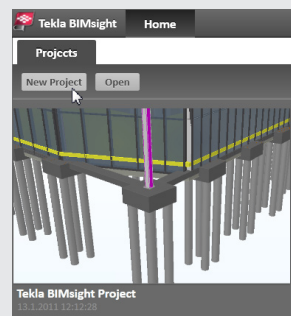 Tekla BIMsight Home
Projects
New Project Open
Tekla BIMsight Project
13.1.2011 12:12:28